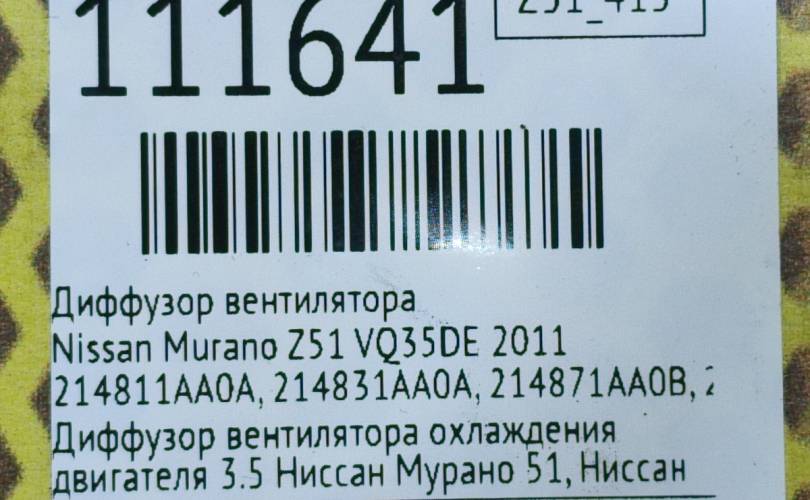 111641
Диффузор вентилятора
Nissan Murano Z51 VQ35DE 2011
214811AA0A, 214831AA0A, 214871AA0B,
Диффузор вентилятора охлаждения
двигателя 3.5 Ниссан Мурано 51, Ниссан